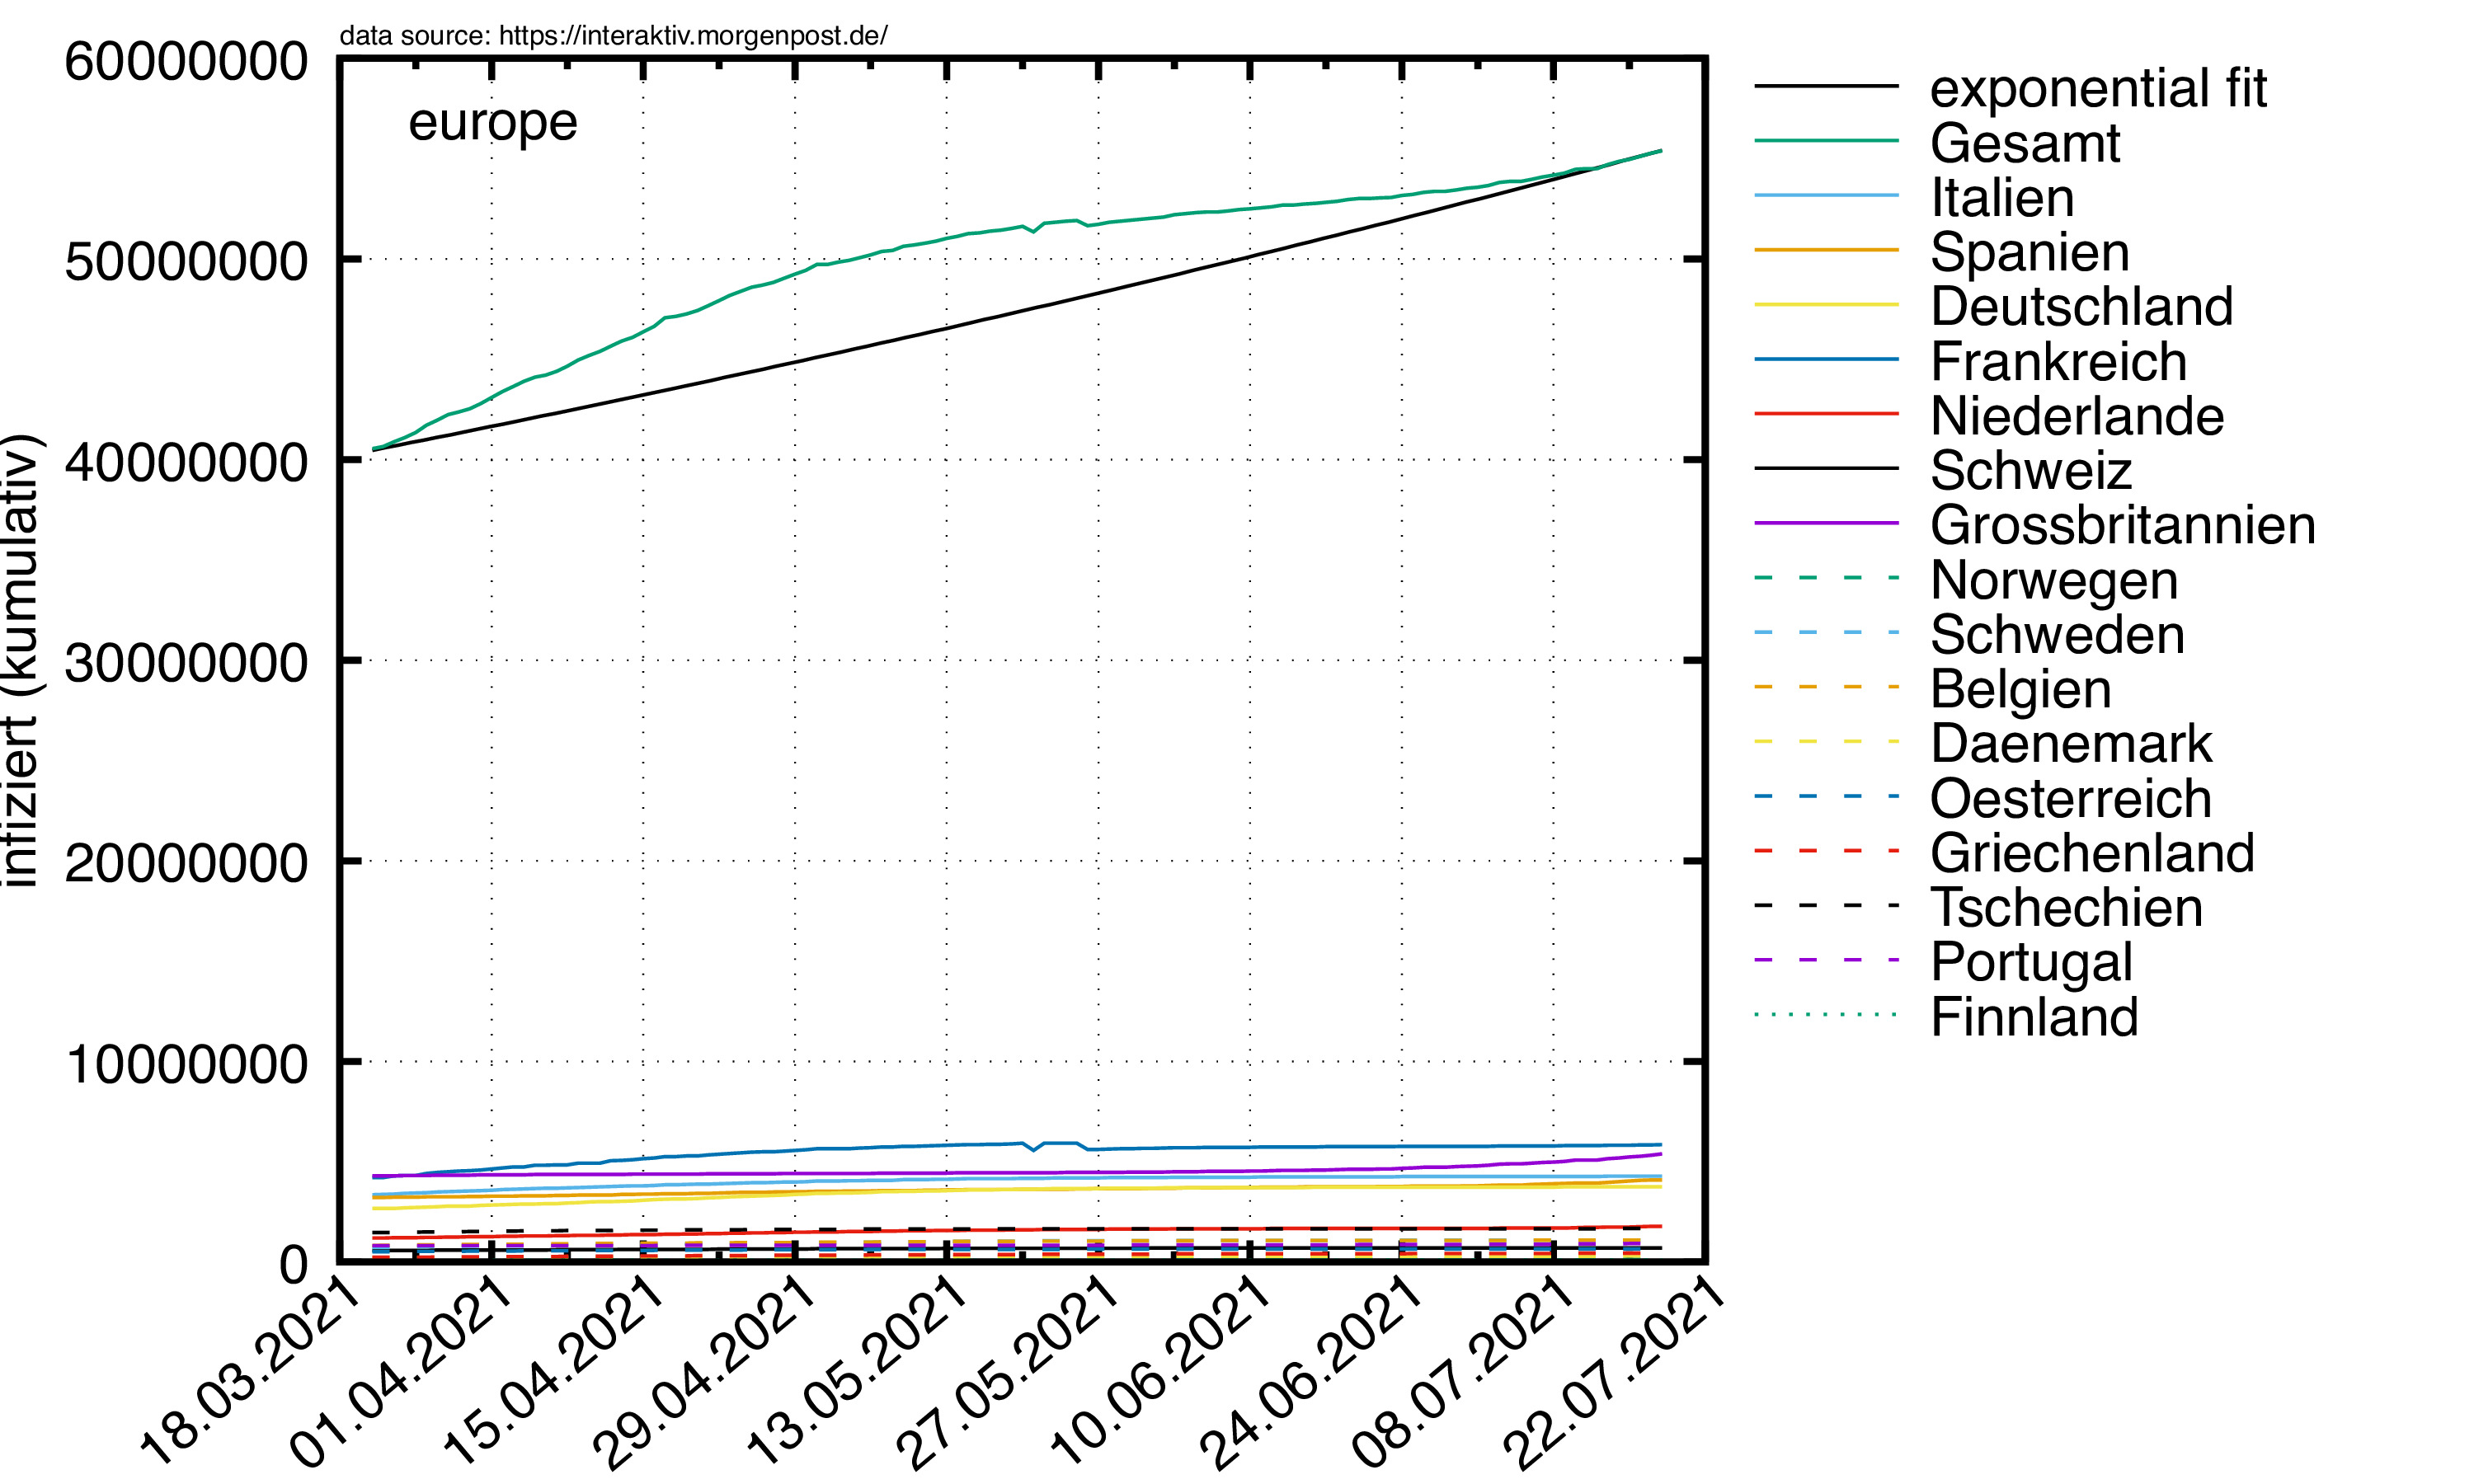 data source: https://interaktiv.morgenpost.de/
60000000
50000000
40000000
30000000
20000000
10000000
0
infiziert (kumulativ)
europe
18.03.2021
01.04.2021
15.04.2021
29.04.2021
13.05.2021
27.05.2021
10.06.2021
24.06.2021
08.07.2021
22.07.2021
exponential fit
Gesamt
Italien
Spanien
Deutschland
Frankreich
Niederlande
Schweiz
Grossbritannien
Norwegen
Schweden
Belgien
Daenemark
Oesterreich
Griechenland
Tschechien
Portugal
Finnland